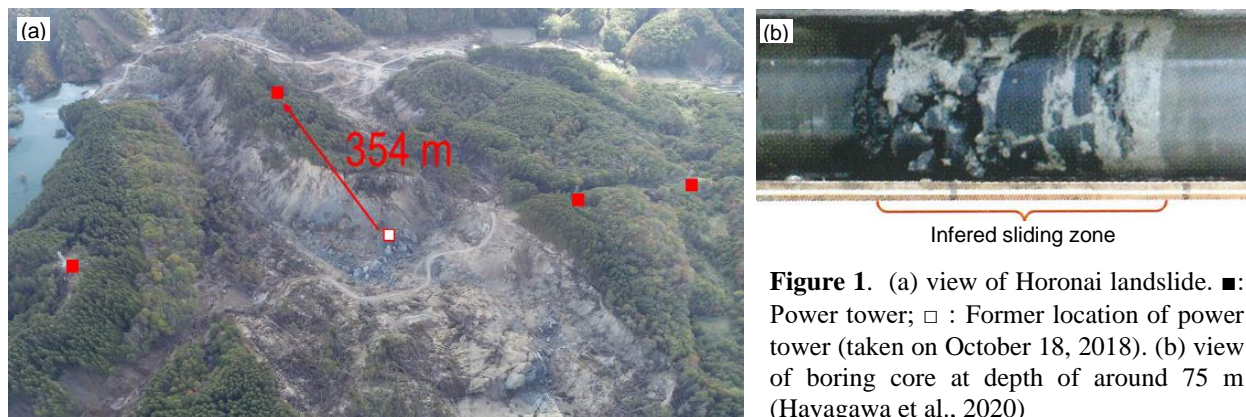 (a)
354 m
(b)
Infered sliding zone
Figure 1. (a) view of Horonai landslide. ■:
Power tower; □ : Former location of power
tower (taken on October 18, 2018). (b) view
of boring core at depth of around 75 m
(Hayagawa et al., 2020)